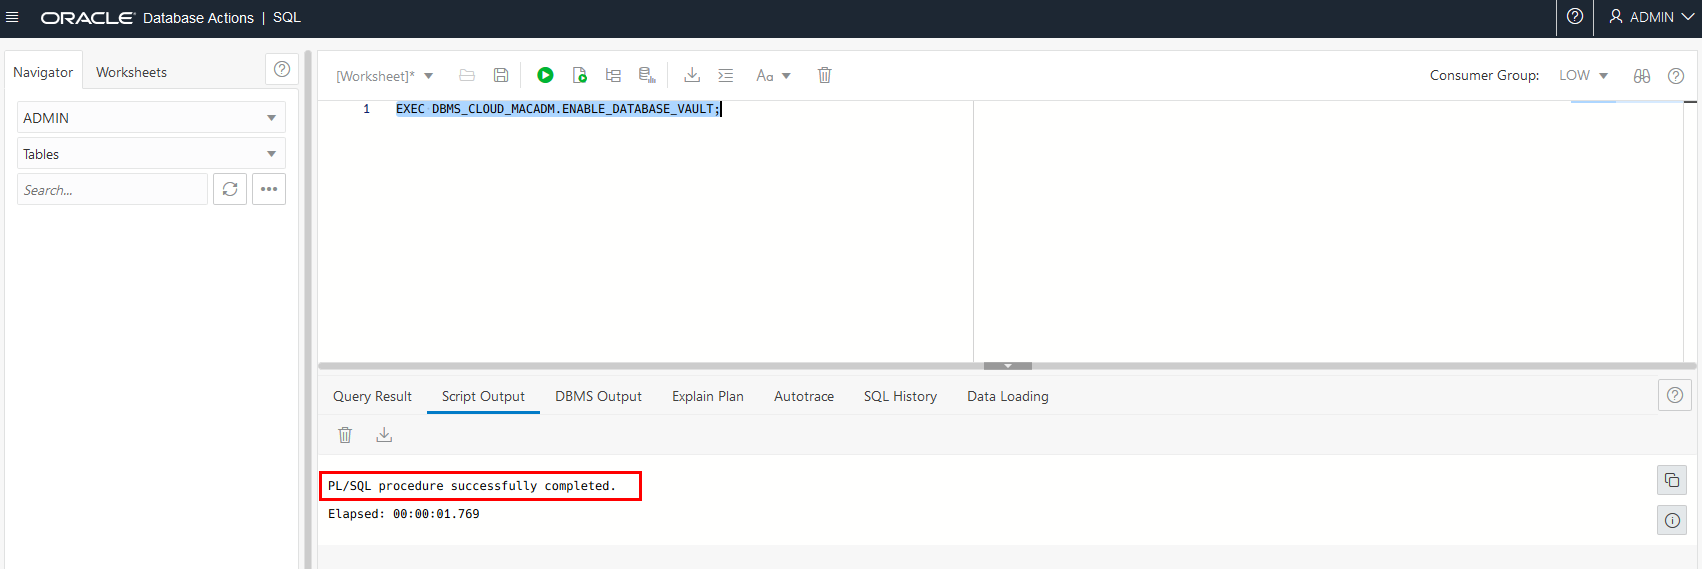 ORACLE Database Actions | SQL
ADMIN
Navigator
Worksheets
[Worksheet]*
Aa
Consumer Group: LOW
ADMIN
Tables
Search...
1 EXEC DBMS_CLOUD_MACADM.ENABLE_DATABASE_VAULT;
Query Result
Script Output
DBMS Output
Explain Plan
Autotrace
SQL History
Data Loading
PL/SQL procedure successfully completed.
Elapsed: 00:00:01.769